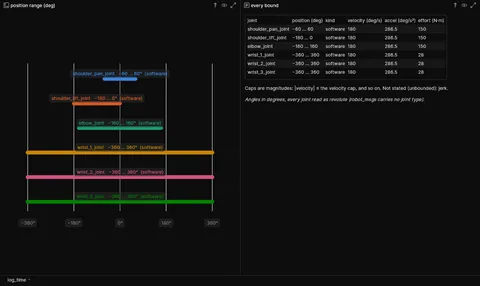 position range (deg)
shoulder_pan_joint −60 ... 60° (software)
shoulder_lift_joint −180 ... 0° (software)
elbow_joint −160 ... 160° (software)
wrist_1_joint −360 ... 360° (software)
wrist_2_joint −360 ... 360° (software)
wrist_3_joint −360 ... 360° (software)
−360° −180° 0° 180° 360°
every bound
joint position (deg) kind velocity (deg/s) accel (deg/s²) effort (N·m)
shoulder_pan_joint −60 ... 60 software 180 286.5 150
shoulder_lift_joint −180 ... 0 software 180 286.5 150
elbow_joint −160 ... 160 software 180 286.5 150
wrist_1_joint −360 ... 360 software 180 286.5 28
wrist_2_joint −360 ... 360 software 180 286.5 28
wrist_3_joint −360 ... 360 software 180 286.5 28
Caps are magnitudes: |velocity| ≤ the velocity cap, and so on. Not stated (unbounded): jerk.
Angles in degrees, every joint read as revolute (robot_msgs carries no joint type).
log_time